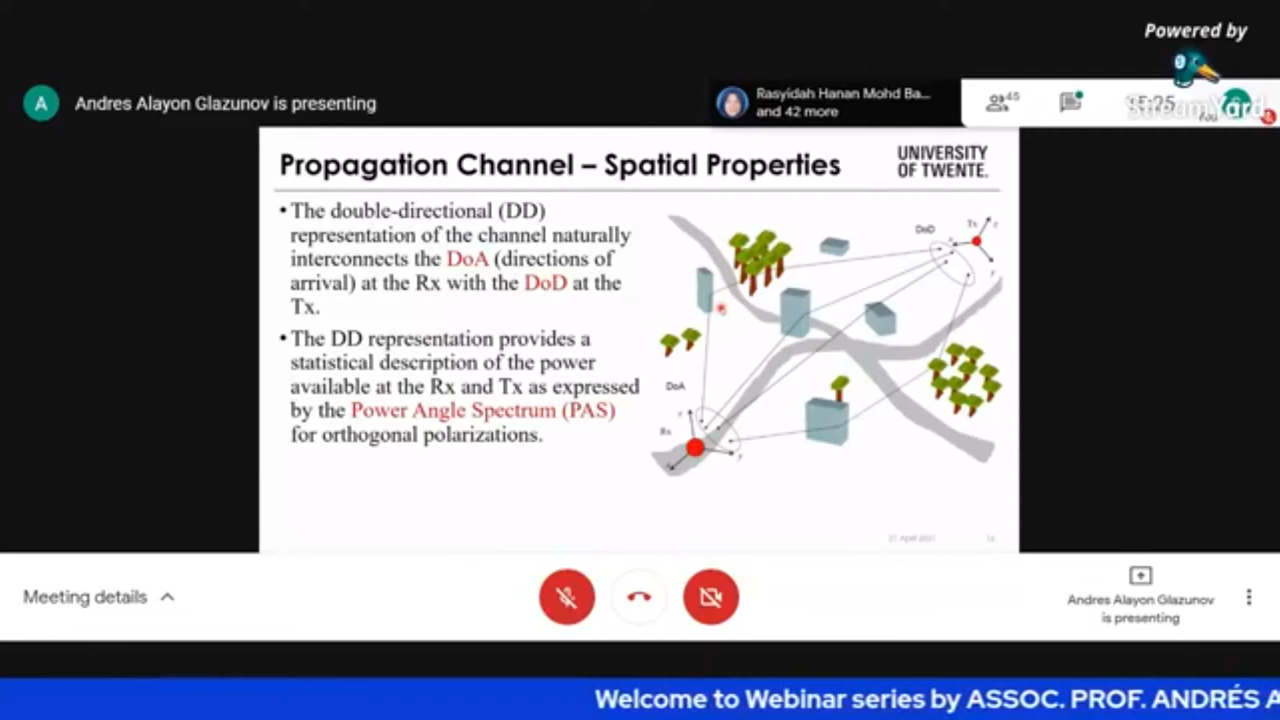 Powered by
StreamYard
A
Andres Alayon Glazunov is presenting
Rasyidah Hanan Mohd Ba...
and 42 more
45
You
Propagation Channel – Spatial Properties
UNIVERSITY
OF TWENTE.
• The double-directional (DD)
representation of the channel naturally
interconnects the DoA (directions of
arrival) at the Rx with the DoD at the
Tx.
• The DD representation provides a
statistical description of the power
available at the Rx and Tx as expressed
by the Power Angle Spectrum (PAS)
for orthogonal polarizations.
DoD
Tx
z
x
y
DoA
z
Rx
y
x
21 April 2021
Meeting details
Andres Alayon Glazunov
is presenting
Welcome to Webinar series by ASSOC. PROF. ANDRÉS A